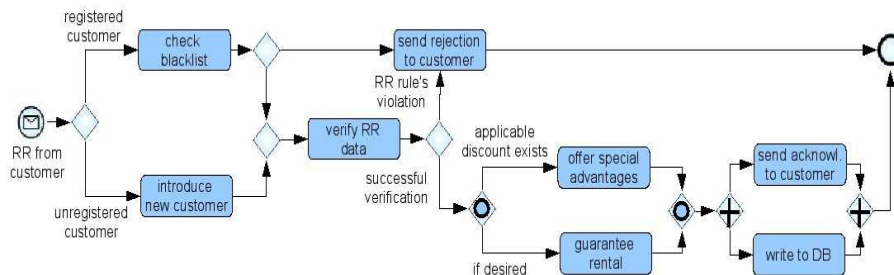 registered
customer
check
blacklist
send rejection
to customer
RR rule's
violation
RR from
customer
verify RR
data
applicable
discount exists
offer special
advantages
send acknowl.
to customer
introduce
new customer
unregistered
customer
successful
verification
if desired
guarantee
rental
write to DB